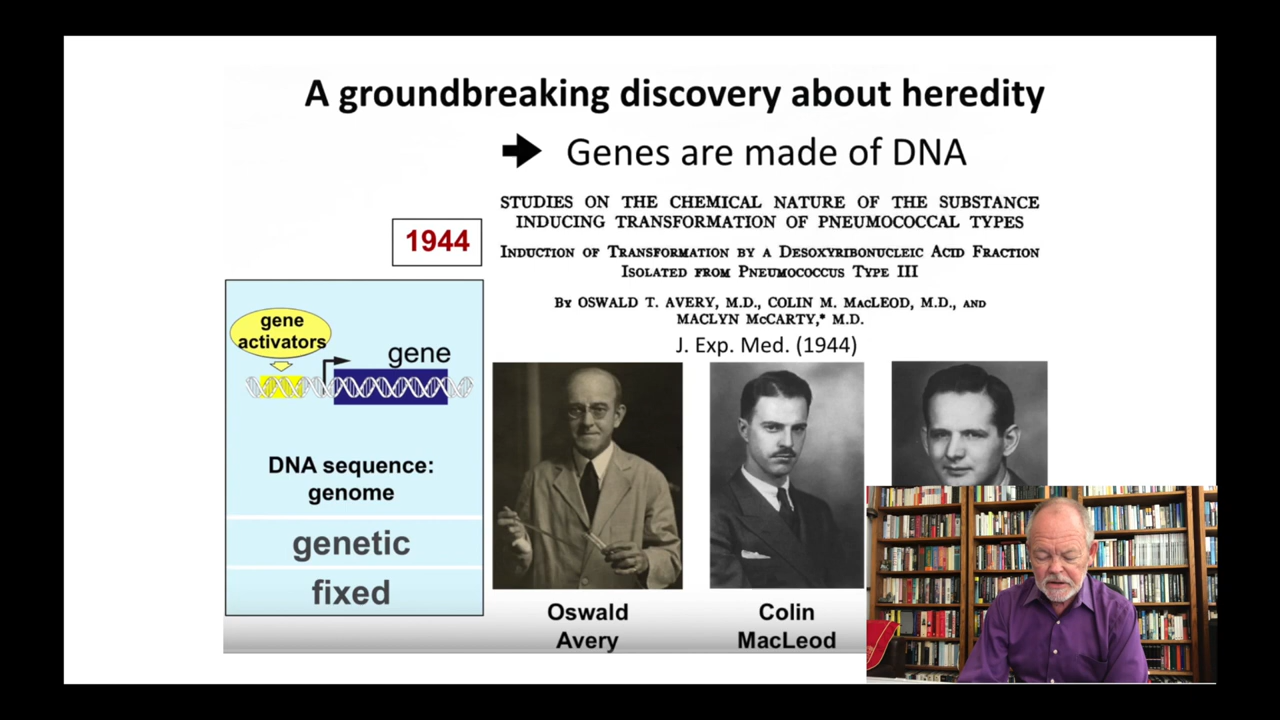 A groundbreaking discovery about heredity
Genes are made of DNA
STUDIES ON THE CHEMICAL NATURE OF THE SUBSTANCE
INDUCING TRANSFORMATION OF PNEUMOCOCCAL TYPES
INDUCTION OF TRANSFORMATION BY A DESOXYRIBONUCLEIC ACID FRACTION
ISOLATED FROM PNEUMOCOCCUS TYPE III
BY OSWALD T. AVERY, M.D., COLIN M. MACLEOD, M.D., AND
MACLYN MCCARTY,* M.D.
J. Exp. Med. (1944)
1944
gene
activators
gene
DNA sequence:
genome
genetic
fixed
Oswald
Avery
Colin
MacLeod